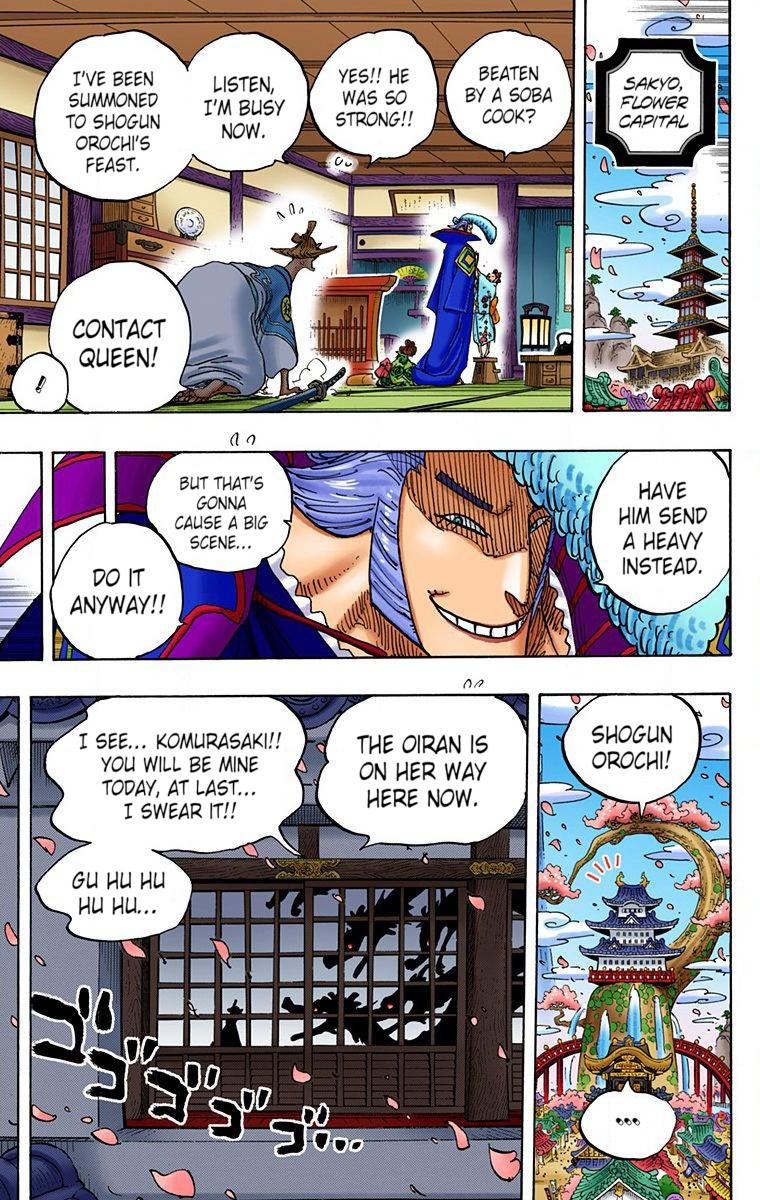 SAKYO,
FLOWER
CAPITAL
BEATEN
BY A SOBA
COOK?
YES!! HE
WAS SO
STRONG!!
LISTEN,
I'M BUSY
NOW.
I'VE BEEN
SUMMONED
TO SHOGUN
OROCHI'S
FEAST.
CONTACT
QUEEN!
!
HAVE
HIM SEND
A HEAVY
INSTEAD.
BUT THAT'S
GONNA
CAUSE A BIG
SCENE...
DO IT
ANYWAY!!
SHOGUN
OROCHI!
...
THE OIRAN IS
ON HER WAY
HERE NOW.
I SEE... KOMURASAKI!!
YOU WILL BE MINE
TODAY, AT LAST...
I SWEAR IT!!
GU HU HU
HU HU...
ゴゴゴゴゴ...